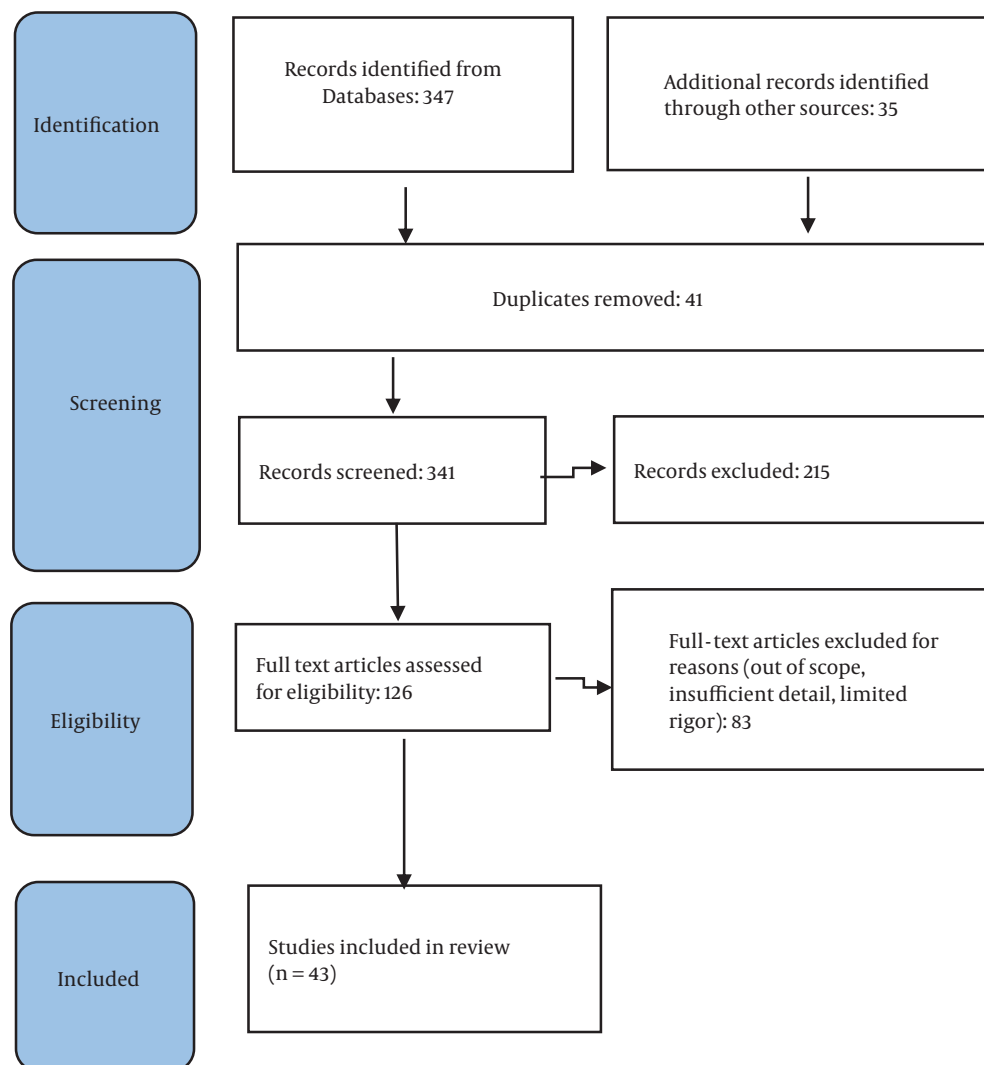 Identification
Records identified from
Databases: 347
Additional records identified
through other sources: 35
Duplicates removed: 41
Screening
Records screened: 341
Records excluded: 215
Eligibility
Full text articles assessed
for eligibility: 126
Full-text articles excluded for
reasons (out of scope,
insufficient detail, limited
rigor): 83
Included
Studies included in review
(n = 43)